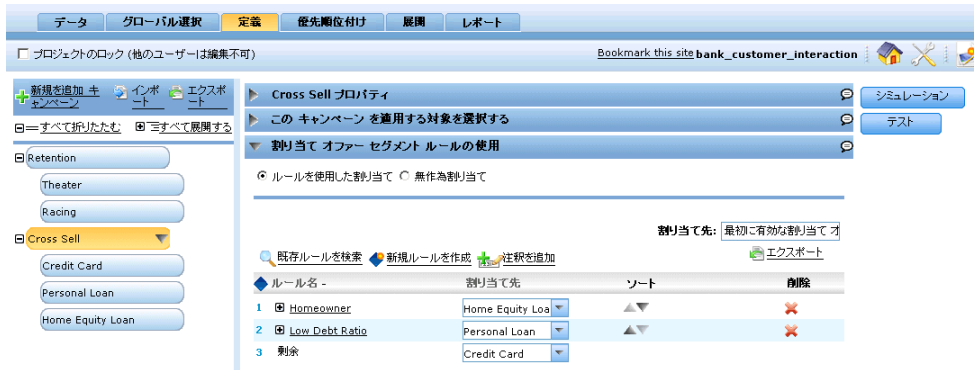 データ グローバル選択 定義 優先順位付け 展開 レポート
プロジェクトのロック (他のユーザーは編集不可) Bookmark this site bank_customer_interaction
新規を追加 キャンペーン インポート エクスポート
すべて折りたたむ すべて展開する
Retention
Theater
Racing
Cross Sell
Credit Card
Personal Loan
Home Equity Loan
Cross Sell プロパティ
この キャンペーン を適用する対象を選択する
割り当て オファー セグメント ルールの使用
ルールを使用した割り当て 無作為割り当て
割り当て先: 最初に有効な割り当て オ
既存ルールを検索 新規ルールを作成 注釈を追加 エクスポート
ルール名 - 割り当て先 ソート 削除
1 Homeowner Home Equity Loa
2 Low Debt Ratio Personal Loan
3 剰余 Credit Card
シミュレーション
テスト